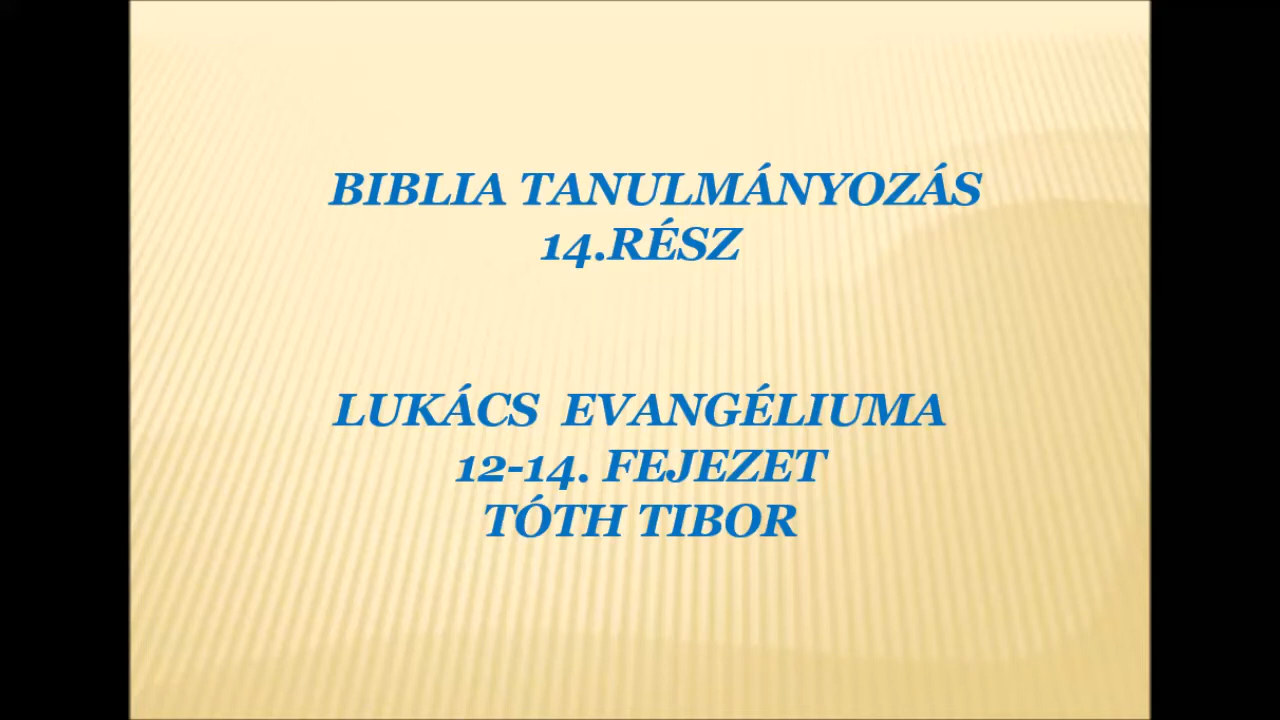 BIBLIA TANULMÁNYOZÁS
14.RÉSZ
LUKÁCS EVANGÉLIUMA
12-14. FEJEZET
TÓTH TIBOR